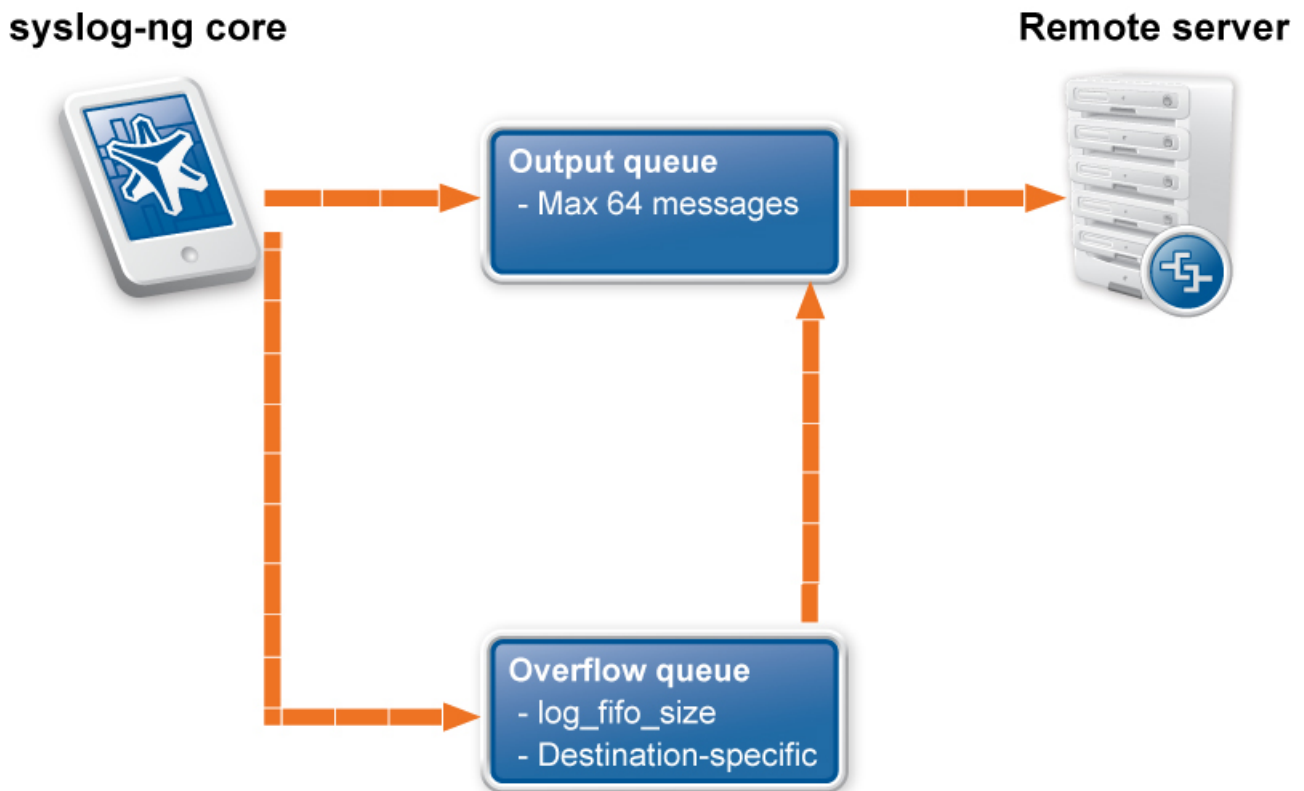 syslog-ng core
Remote server
Output queue
- Max 64 messages
Overflow queue
- log_fifo_size
- Destination-specific